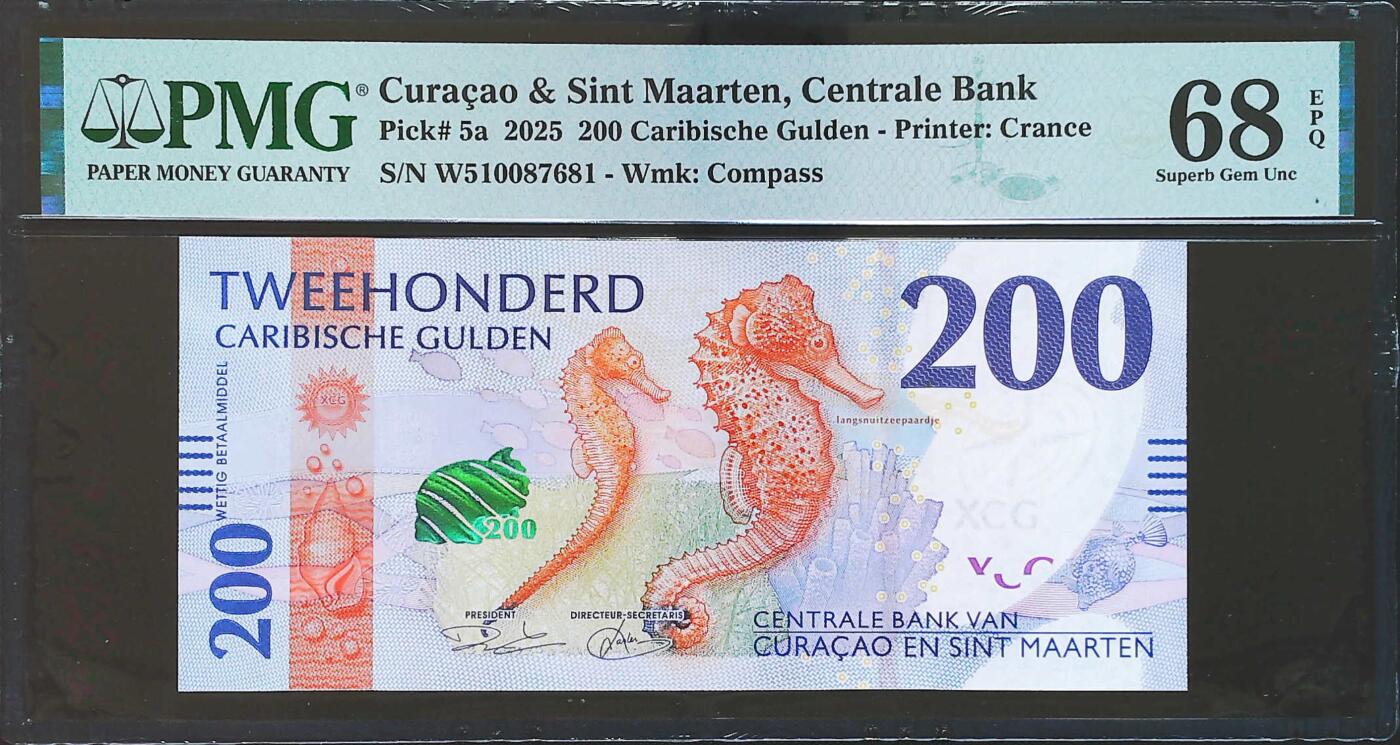 PMG®
PAPER MONEY GUARANTY
Curaçao & Sint Maarten, Centrale Bank
Pick# 5a 2025 200 Caribische Gulden - Printer: Crance
S/N W510087681 - Wmk: Compass
68
EPQ
Superb Gem Unc
TWEEHONDERD
CARIBISCHE GULDEN
200
XCG
WETTIG BETAALMIDDEL
langsnuitzeepaardje
200
200
XCG
XCG
PRESIDENT
DIRECTEUR-SECRETARIS
CENTRALE BANK VAN
CURAÇAO EN SINT MAARTEN